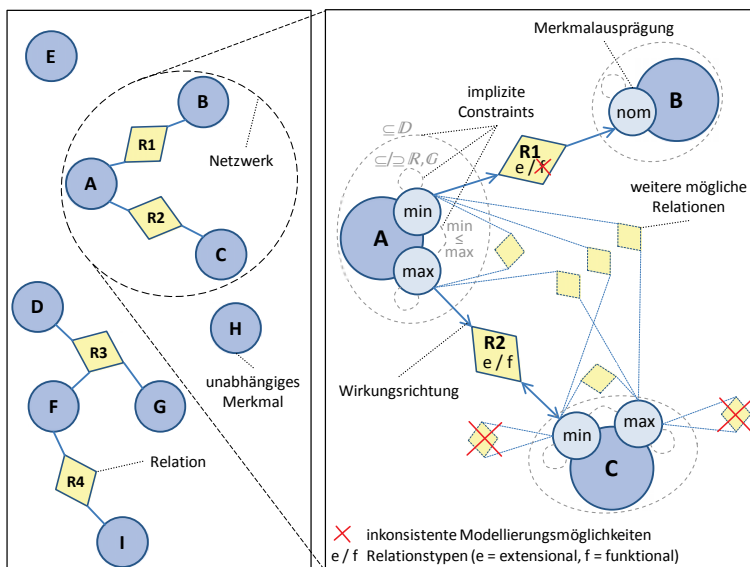 E
B
R1
Netzwerk
A
R2
C
D
H
R3
unabhängiges
Merkmal
F
G
Relation
R4
I
Merkmalausprägung
implizite
Constraints
B
nom
⊆ D
R1
e / f
⊆/⊇ R,G
weitere mögliche
Relationen
min
A
min
≤
max
max
R2
e / f
Wirkungsrichtung
min
max
C
inkonsistente Modellierungsmöglichkeiten
e / f Relationstypen (e = extensional, f = funktional)